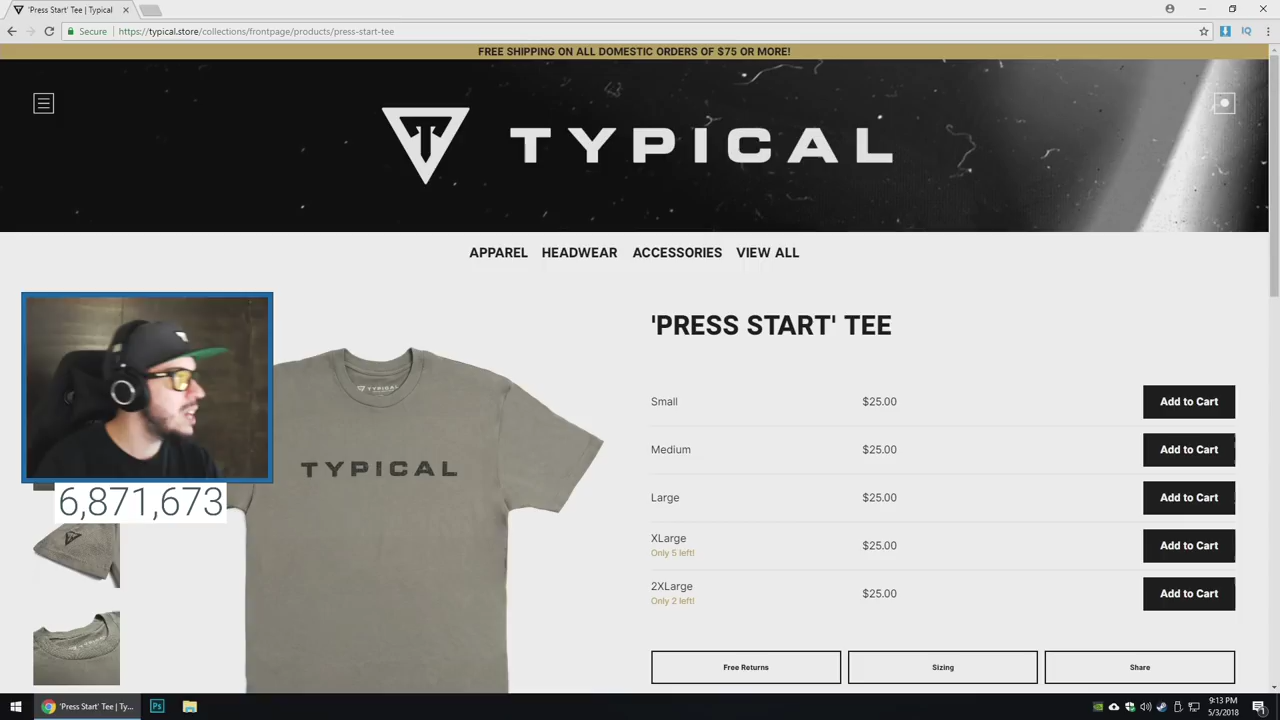 'Press Start' Tee | Typical
Secure
https://typical.store/collections/frontpage/products/press-start-tee
IQ
FREE SHIPPING ON ALL DOMESTIC ORDERS OF $75 OR MORE!
TYPICAL
APPAREL HEADWEAR ACCESSORIES VIEW ALL
'PRESS START' TEE
TYPICAL
TYPICAL
6,871,673
Small $25.00 Add to Cart
Medium $25.00 Add to Cart
Large $25.00 Add to Cart
XLarge $25.00 Add to Cart
Only 5 left!
2XLarge $25.00 Add to Cart
Only 2 left!
Free Returns Sizing Share
'Press Start' Tee | Ty...
Ps
9:13 PM
5/3/2018
1